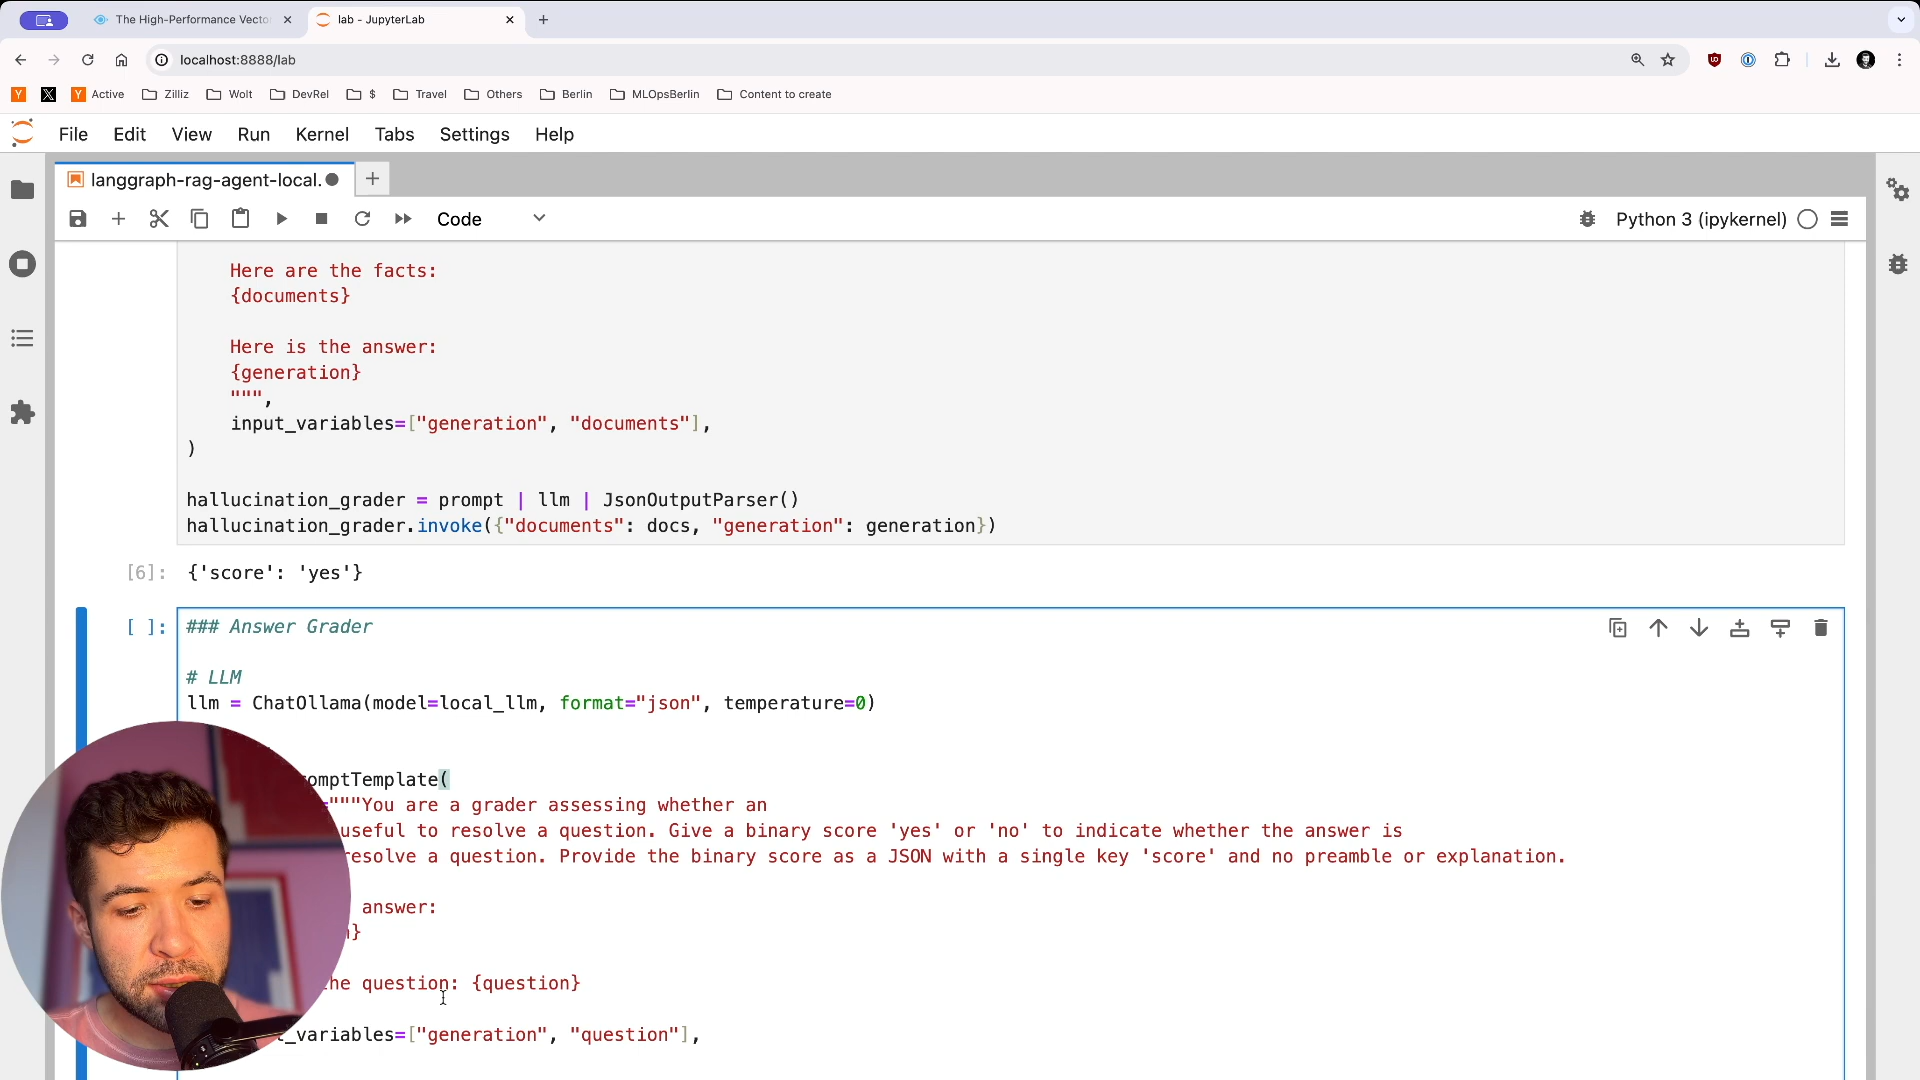 The High-Performance Vecto
lab - JupyterLab
localhost:8888/lab
Active
Zilliz
Wolt
DevRel
$
Travel
Others
Berlin
MLOpsBerlin
Content to create
File
Edit
View
Run
Kernel
Tabs
Settings
Help
langgraph-rag-agent-local.
Code
Python 3 (ipykernel)
Here are the facts:
{documents}
Here is the answer:
{generation}
""",
input_variables=["generation", "documents"],
)
hallucination_grader = prompt | llm | JsonOutputParser()
hallucination_grader.invoke({"documents": docs, "generation": generation})
[6]: {'score': 'yes'}
[ ]: ### Answer Grader
# LLM
llm = ChatOllama(model=local_llm, format="json", temperature=0)
omptTemplate(
="""You are a grader assessing whether an
useful to resolve a question. Give a binary score 'yes' or 'no' to indicate whether the answer is
resolve a question. Provide the binary score as a JSON with a single key 'score' and no preamble or explanation.
answer:
}
the question: {question}
_variables=["generation", "question"],